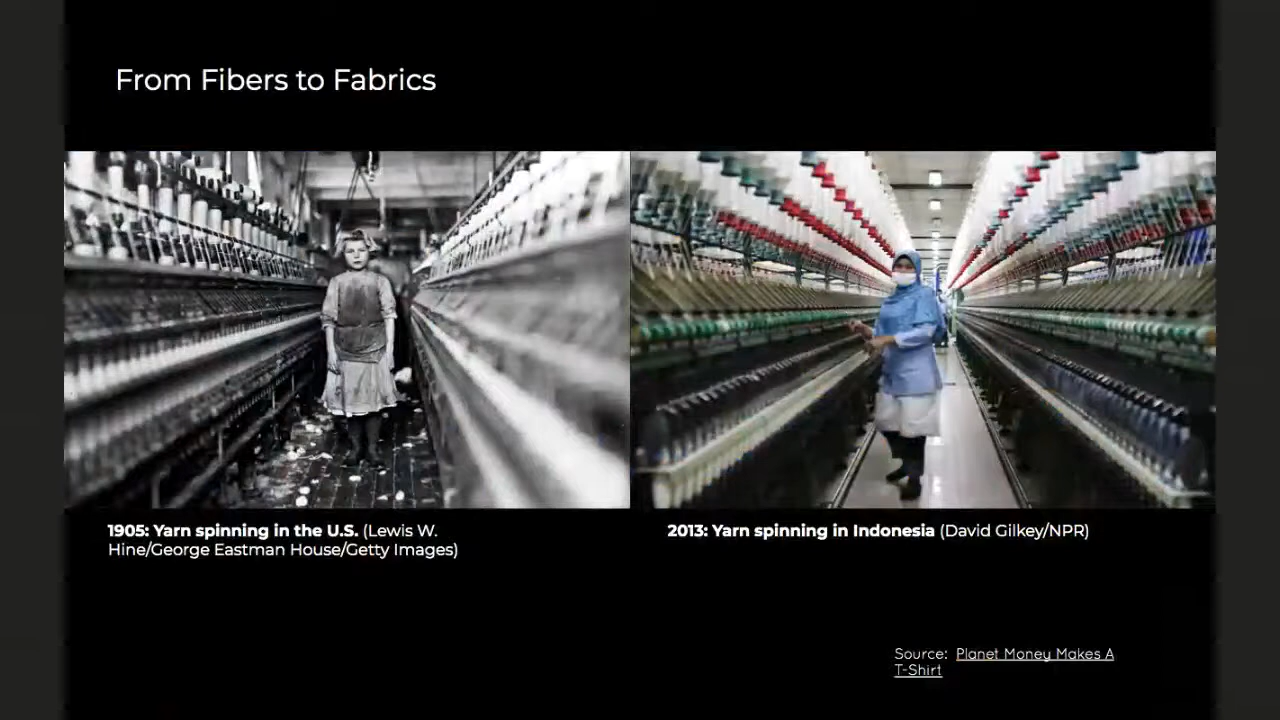 From Fibers to Fabrics
1905: Yarn spinning in the U.S. (Lewis W.
Hine/George Eastman House/Getty Images)
2013: Yarn spinning in Indonesia (David Gilkey/NPR)
Source: Planet Money Makes A
T-Shirt